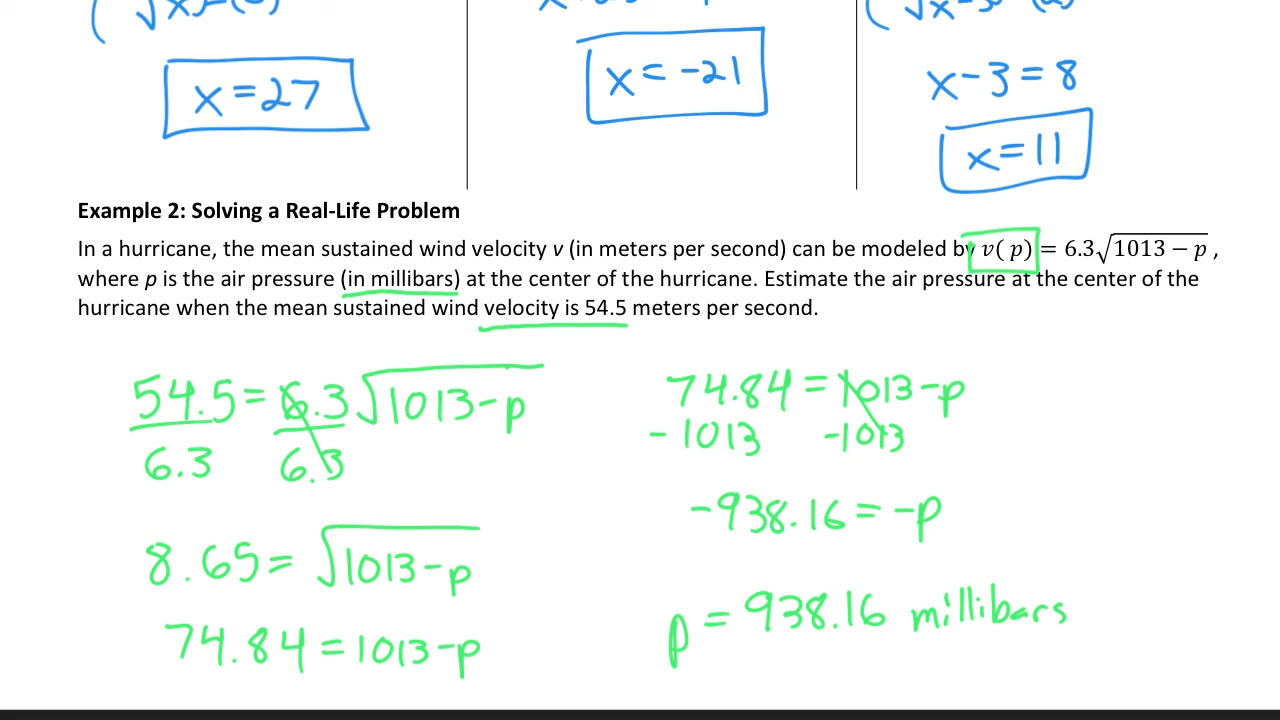 x = 27
x = -21
x - 3 = 8
x = 11
Example 2: Solving a Real-Life Problem
In a hurricane, the mean sustained wind velocity v (in meters per second) can be modeled by v( p) = 6.3√1013 − p ,
where p is the air pressure (in millibars) at the center of the hurricane. Estimate the air pressure at the center of the
hurricane when the mean sustained wind velocity is 54.5 meters per second.
54.5 = 6.3√1013-p
6.3 6.3
8.65 = √1013-p
74.84 = 1013-p
74.84 = 1013-p
-1013 -1013
-938.16 = -p
p = 938.16 millibars